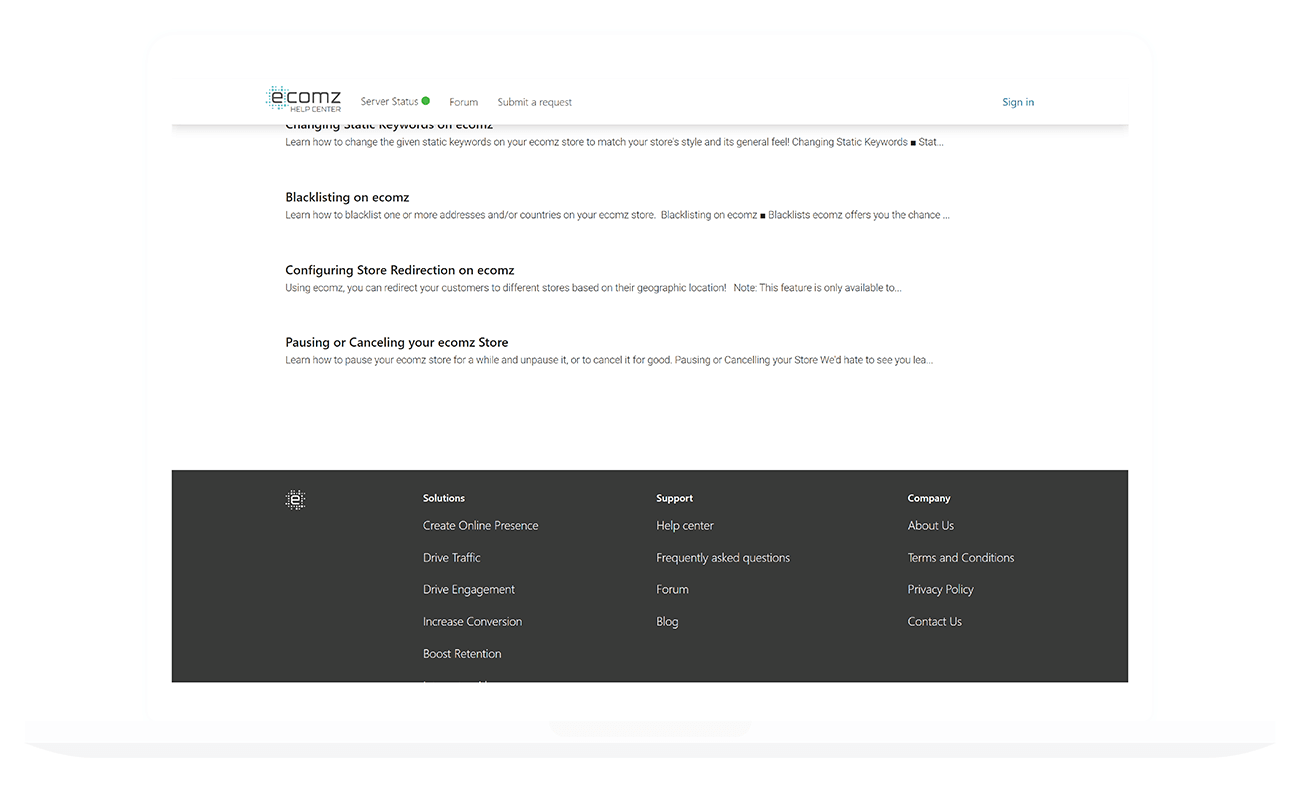 ecomz
HELP CENTER
Server Status
Forum
Submit a request
Sign in
Changing Static Keywords on ecomz
Learn how to change the given static keywords on your ecomz store to match your store's style and its general feel! Changing Static Keywords ■ Stat...
Blacklisting on ecomz
Learn how to blacklist one or more addresses and/or countries on your ecomz store. Blacklisting on ecomz ■ Blacklists ecomz offers you the chance ...
Configuring Store Redirection on ecomz
Using ecomz, you can redirect your customers to different stores based on their geographic location! Note: This feature is only available to...
Pausing or Canceling your ecomz Store
Learn how to pause your ecomz store for a while and unpause it, or to cancel it for good. Pausing or Cancelling your Store We'd hate to see you lea...
e
Solutions
Create Online Presence
Drive Traffic
Drive Engagement
Increase Conversion
Boost Retention
Support
Help center
Frequently asked questions
Forum
Blog
Company
About Us
Terms and Conditions
Privacy Policy
Contact Us